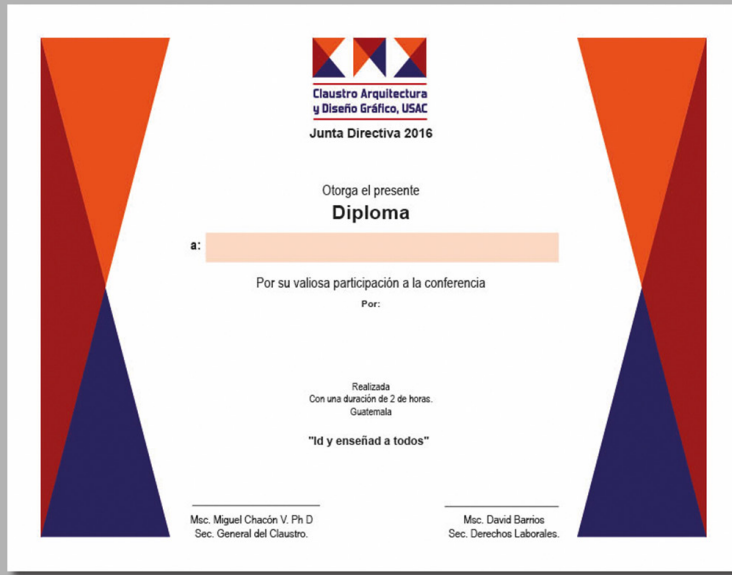 Claustro Arquitectura
y Diseño Gráfico, USAC
Junta Directiva 2016
Otorga el presente
Diploma
a:
Por su valiosa participación a la conferencia
Por:
Realizada
Con una duración de 2 de horas.
Guatemala
"Id y enseñad a todos"
Msc. Miguel Chacón V. Ph D
Sec. General del Claustro.
Msc. David Barrios
Sec. Derechos Laborales.